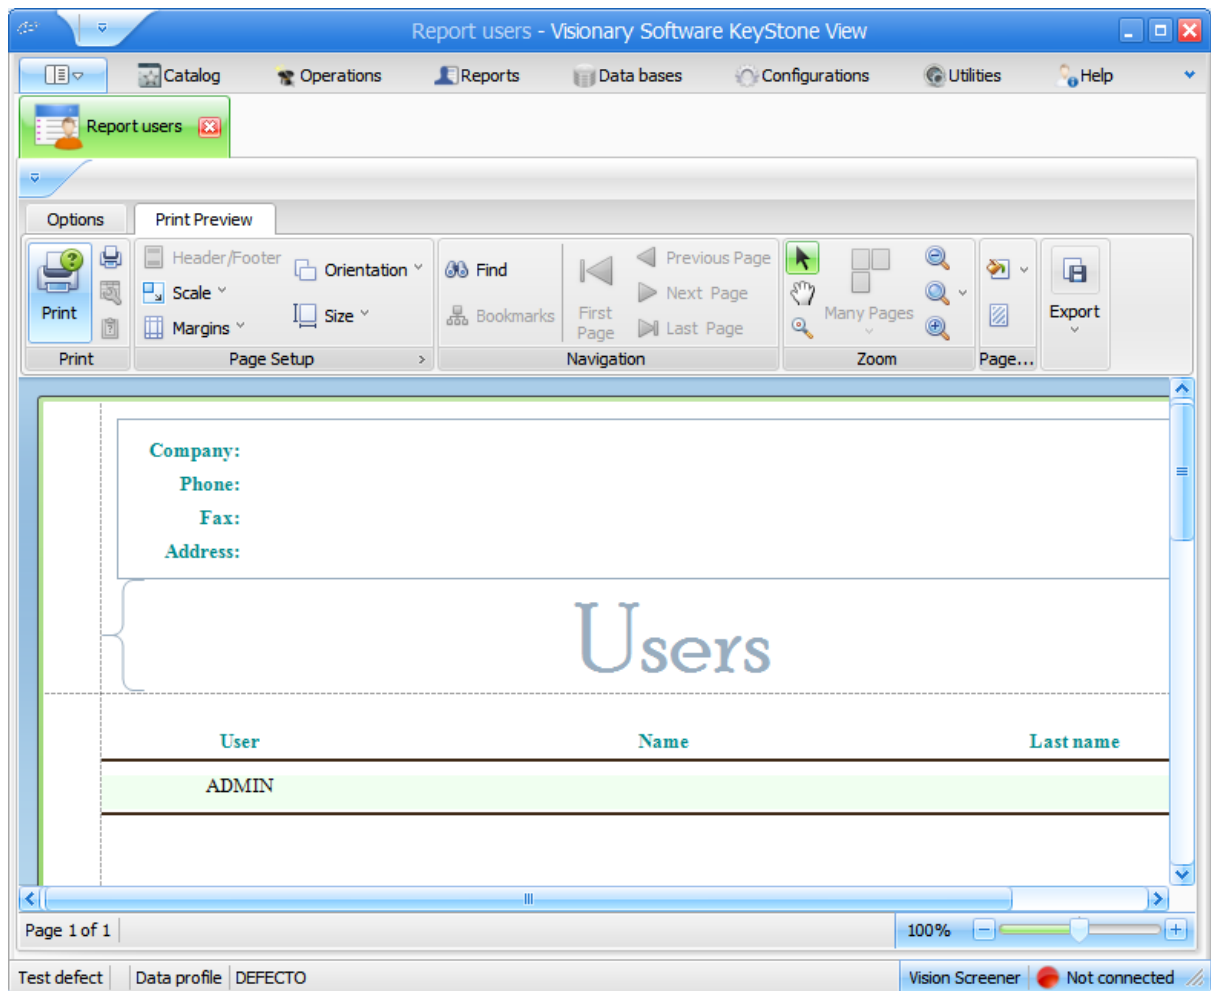 Report users - Visionary Software KeyStone View
Catalog Operations Reports Data bases Configurations Utilities Help
Report users
Options Print Preview
Header/Footer Orientation Find Previous Page
Scale Next Page
Print Size Bookmarks First Page Many Pages Export
Margins Last Page
Print Page Setup Navigation Zoom Page...
Company:
Phone:
Fax:
Address:
Users
User Name Last name
ADMIN
Page 1 of 1 100%
Test defect Data profile DEFECTO Vision Screener Not connected